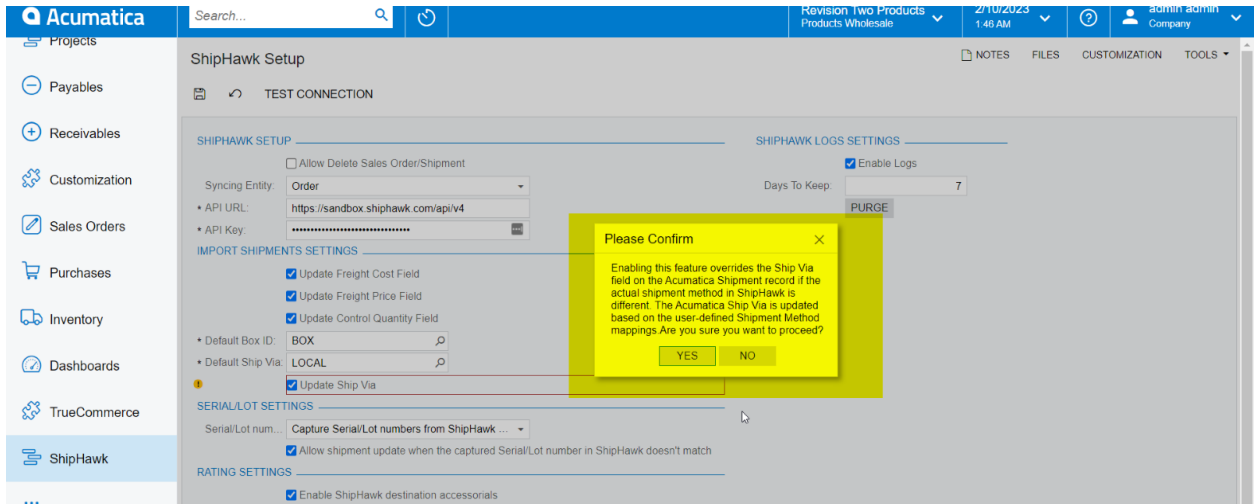 Acumatica
Search...
Revision Two Products
Products Wholesale
2/10/2023
1:46 AM
admin admin
Company
Projects
Payables
Receivables
Customization
Sales Orders
Purchases
Inventory
Dashboards
TrueCommerce
ShipHawk
ShipHawk Setup
NOTES FILES CUSTOMIZATION TOOLS
TEST CONNECTION
SHIPHAWK SETUP
Allow Delete Sales Order/Shipment
Syncing Entity: Order
* API URL: https://sandbox.shiphawk.com/api/v4
* API Key: ••••••••••••••••••••••••••••••••
IMPORT SHIPMENTS SETTINGS
Update Freight Cost Field
Update Freight Price Field
Update Control Quantity Field
* Default Box ID: BOX
* Default Ship Via: LOCAL
Update Ship Via
SERIAL/LOT SETTINGS
Serial/Lot num... Capture Serial/Lot numbers from ShipHawk ...
Allow shipment update when the captured Serial/Lot number in ShipHawk doesn't match
RATING SETTINGS
Enable ShipHawk destination accessorials
SHIPHAWK LOGS SETTINGS
Enable Logs
Days To Keep: 7
PURGE
Please Confirm
Enabling this feature overrides the Ship Via
field on the Acumatica Shipment record if the
actual shipment method in ShipHawk is
different. The Acumatica Ship Via is updated
based on the user-defined Shipment Method
mappings.Are you sure you want to proceed?
YES NO